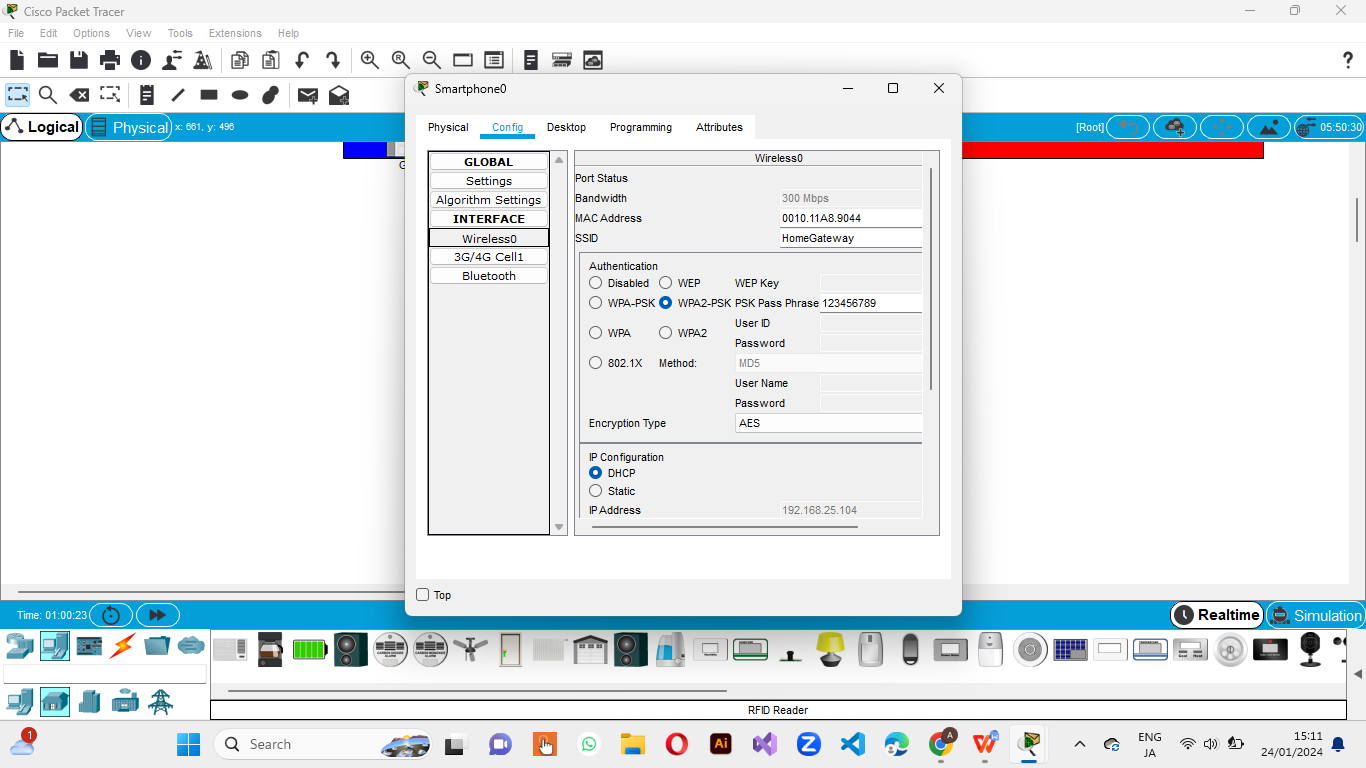 Cisco Packet Tracer
File Edit Options View Tools Extensions Help
Smartphone0
Logical Physical x: 661, y: 496 [Root] 05:50:30
Physical Config Desktop Programming Attributes
GLOBAL
Settings
Algorithm Settings
INTERFACE
Wireless0
3G/4G Cell1
Bluetooth
Wireless0
Port Status
Bandwidth 300 Mbps
MAC Address 0010.11A8.9044
SSID HomeGateway
Authentication
Disabled WEP WEP Key
WPA-PSK WPA2-PSK PSK Pass Phrase 123456789
User ID
WPA WPA2
Password
802.1X Method: MD5
User Name
Password
Encryption Type AES
IP Configuration
DHCP
Static
IP Address 192.168.25.104
Top
Time: 01:00:23 Realtime Simulation
RFID Reader
1 Search Ai A W ENG
JA
15:11
24/01/2024